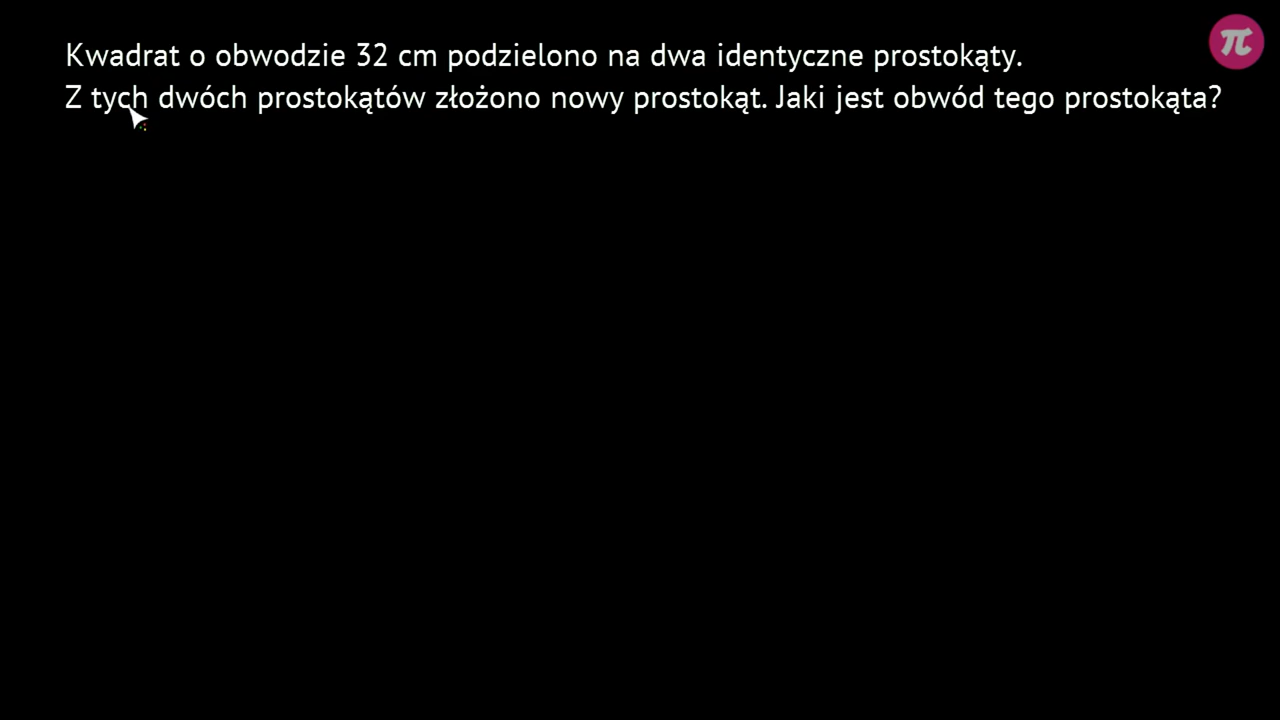 Kwadrat o obwodzie 32 cm podzielono na dwa identyczne prostokąty.
Z tych dwóch prostokątów złożono nowy prostokąt. Jaki jest obwód tego prostokąta?
π